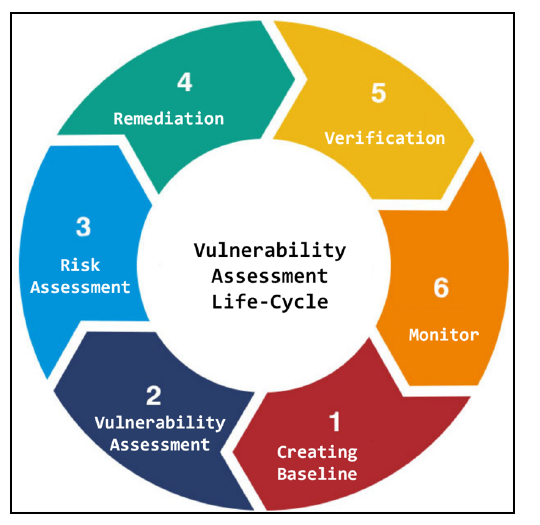 Vulnerability
Assessment
Life-Cycle
1
Creating
Baseline
2
Vulnerability
Assessment
3
Risk
Assessment
4
Remediation
5
Verification
6
Monitor